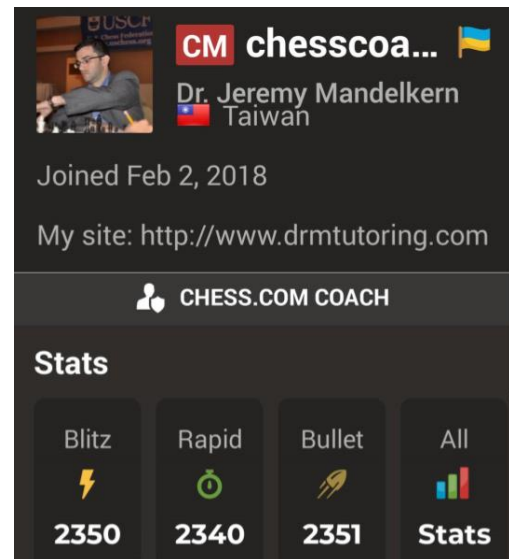 CM chesscoa...
Dr. Jeremy Mandelkern
Taiwan
Joined Feb 2, 2018
My site: http://www.drmtutoring.com
CHESS.COM COACH
Stats
Blitz Rapid Bullet All
2350 2340 2351 Stats